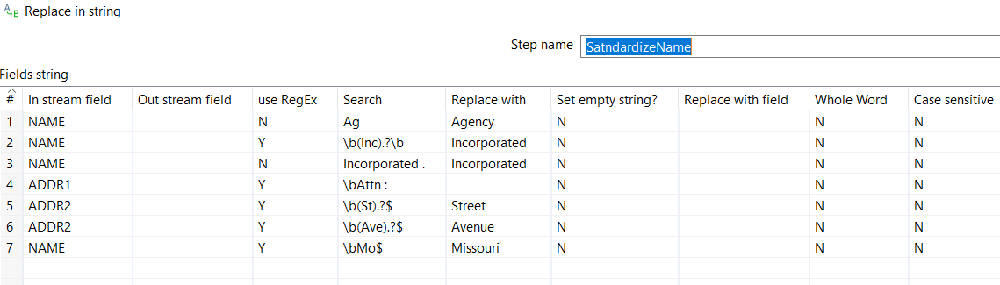 Replace in string
Step name SatndardizeName
Fields string
# In stream field Out stream field use RegEx Search Replace with Set empty string? Replace with field Whole Word Case sensitive
1 NAME N Ag Agency N N N
2 NAME Y \b(Inc).?\b Incorporated N N N
3 NAME N Incorporated . Incorporated N N N
4 ADDR1 Y \bAttn : N N N
5 ADDR2 Y \b(St).?$ Street N N N
6 ADDR2 Y \b(Ave).?$ Avenue N N N
7 NAME Y \bMo$ Missouri N N N